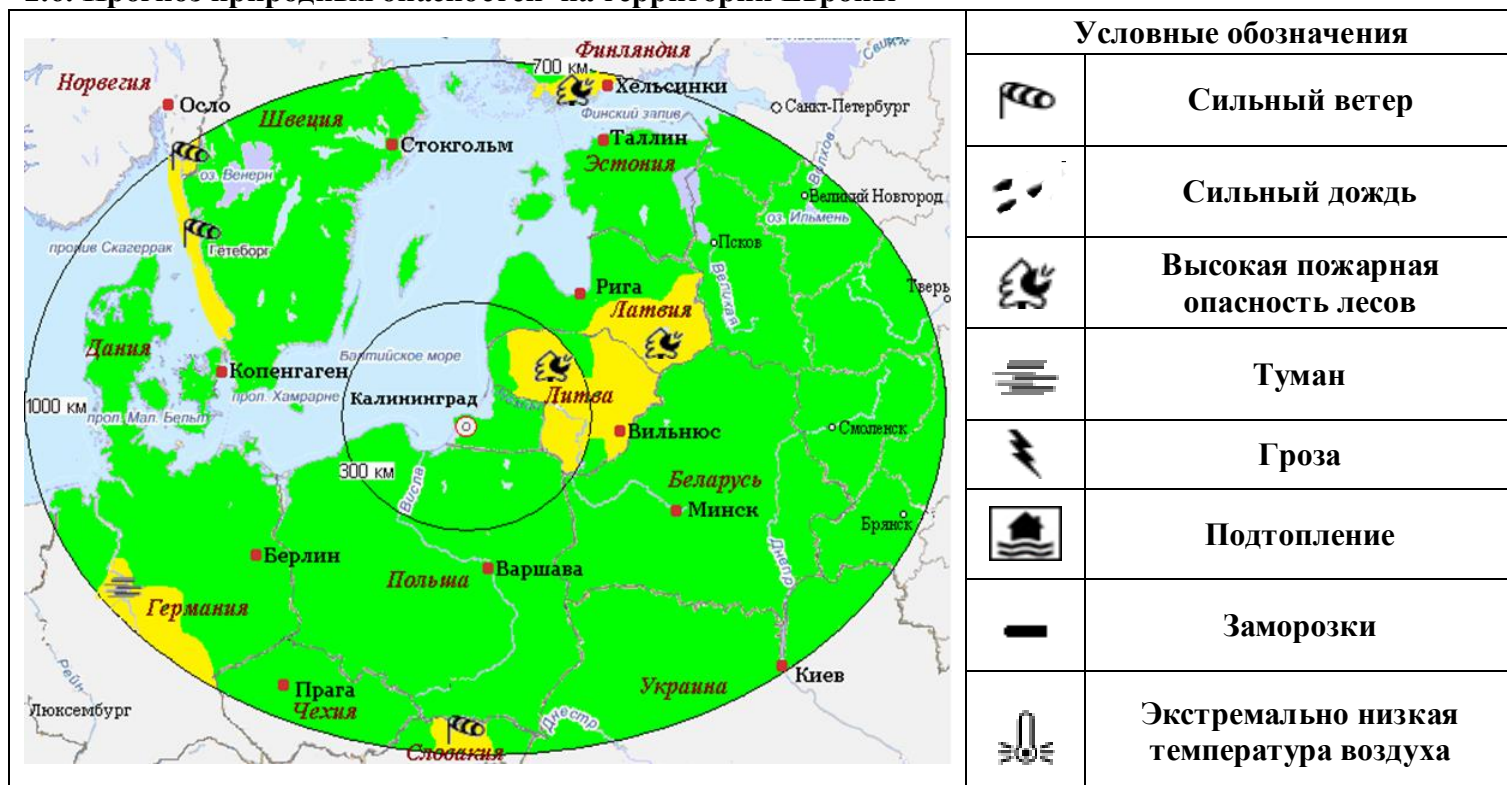 Норвегия
Осло
Швеция
Стокгольм
700 км
Финляндия
Хельсинки
Финский залив
Санкт-Петербург
Таллин
Эстония
оз. Венерн
Волхов
Великий Новгород
оз. Ильмень
Псков
Великая
Тверь
пролив Скагеррак
Гетеборг
Рига
Латвия
Дания
Балтийское море
Копенгаген
прол. Хамрарне
Калининград
Литва
1000 км
прол. Мал. Бельт
Вильнюс
Смоленск
300 км
Висла
Беларусь
Минск
Брянск
Днепр
Берлин
Польша
Варшава
Германия
Рейн
Прага
Чехия
Украина
Киев
Люксембург
Днестр
Словакия
Условные обозначения
Сильный ветер
Сильный дождь
Высокая пожарная
опасность лесов
Туман
Гроза
Подтопление
Заморозки
Экстремально низкая
температура воздуха